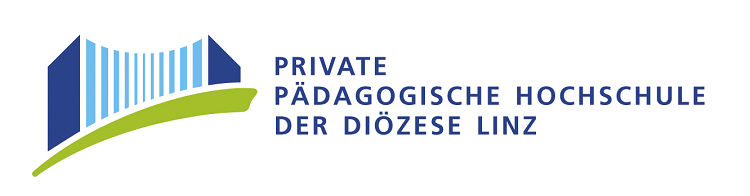 PRIVATE
PÄDAGOGISCHE HOCHSCHULE
DER DIÖZESE LINZ